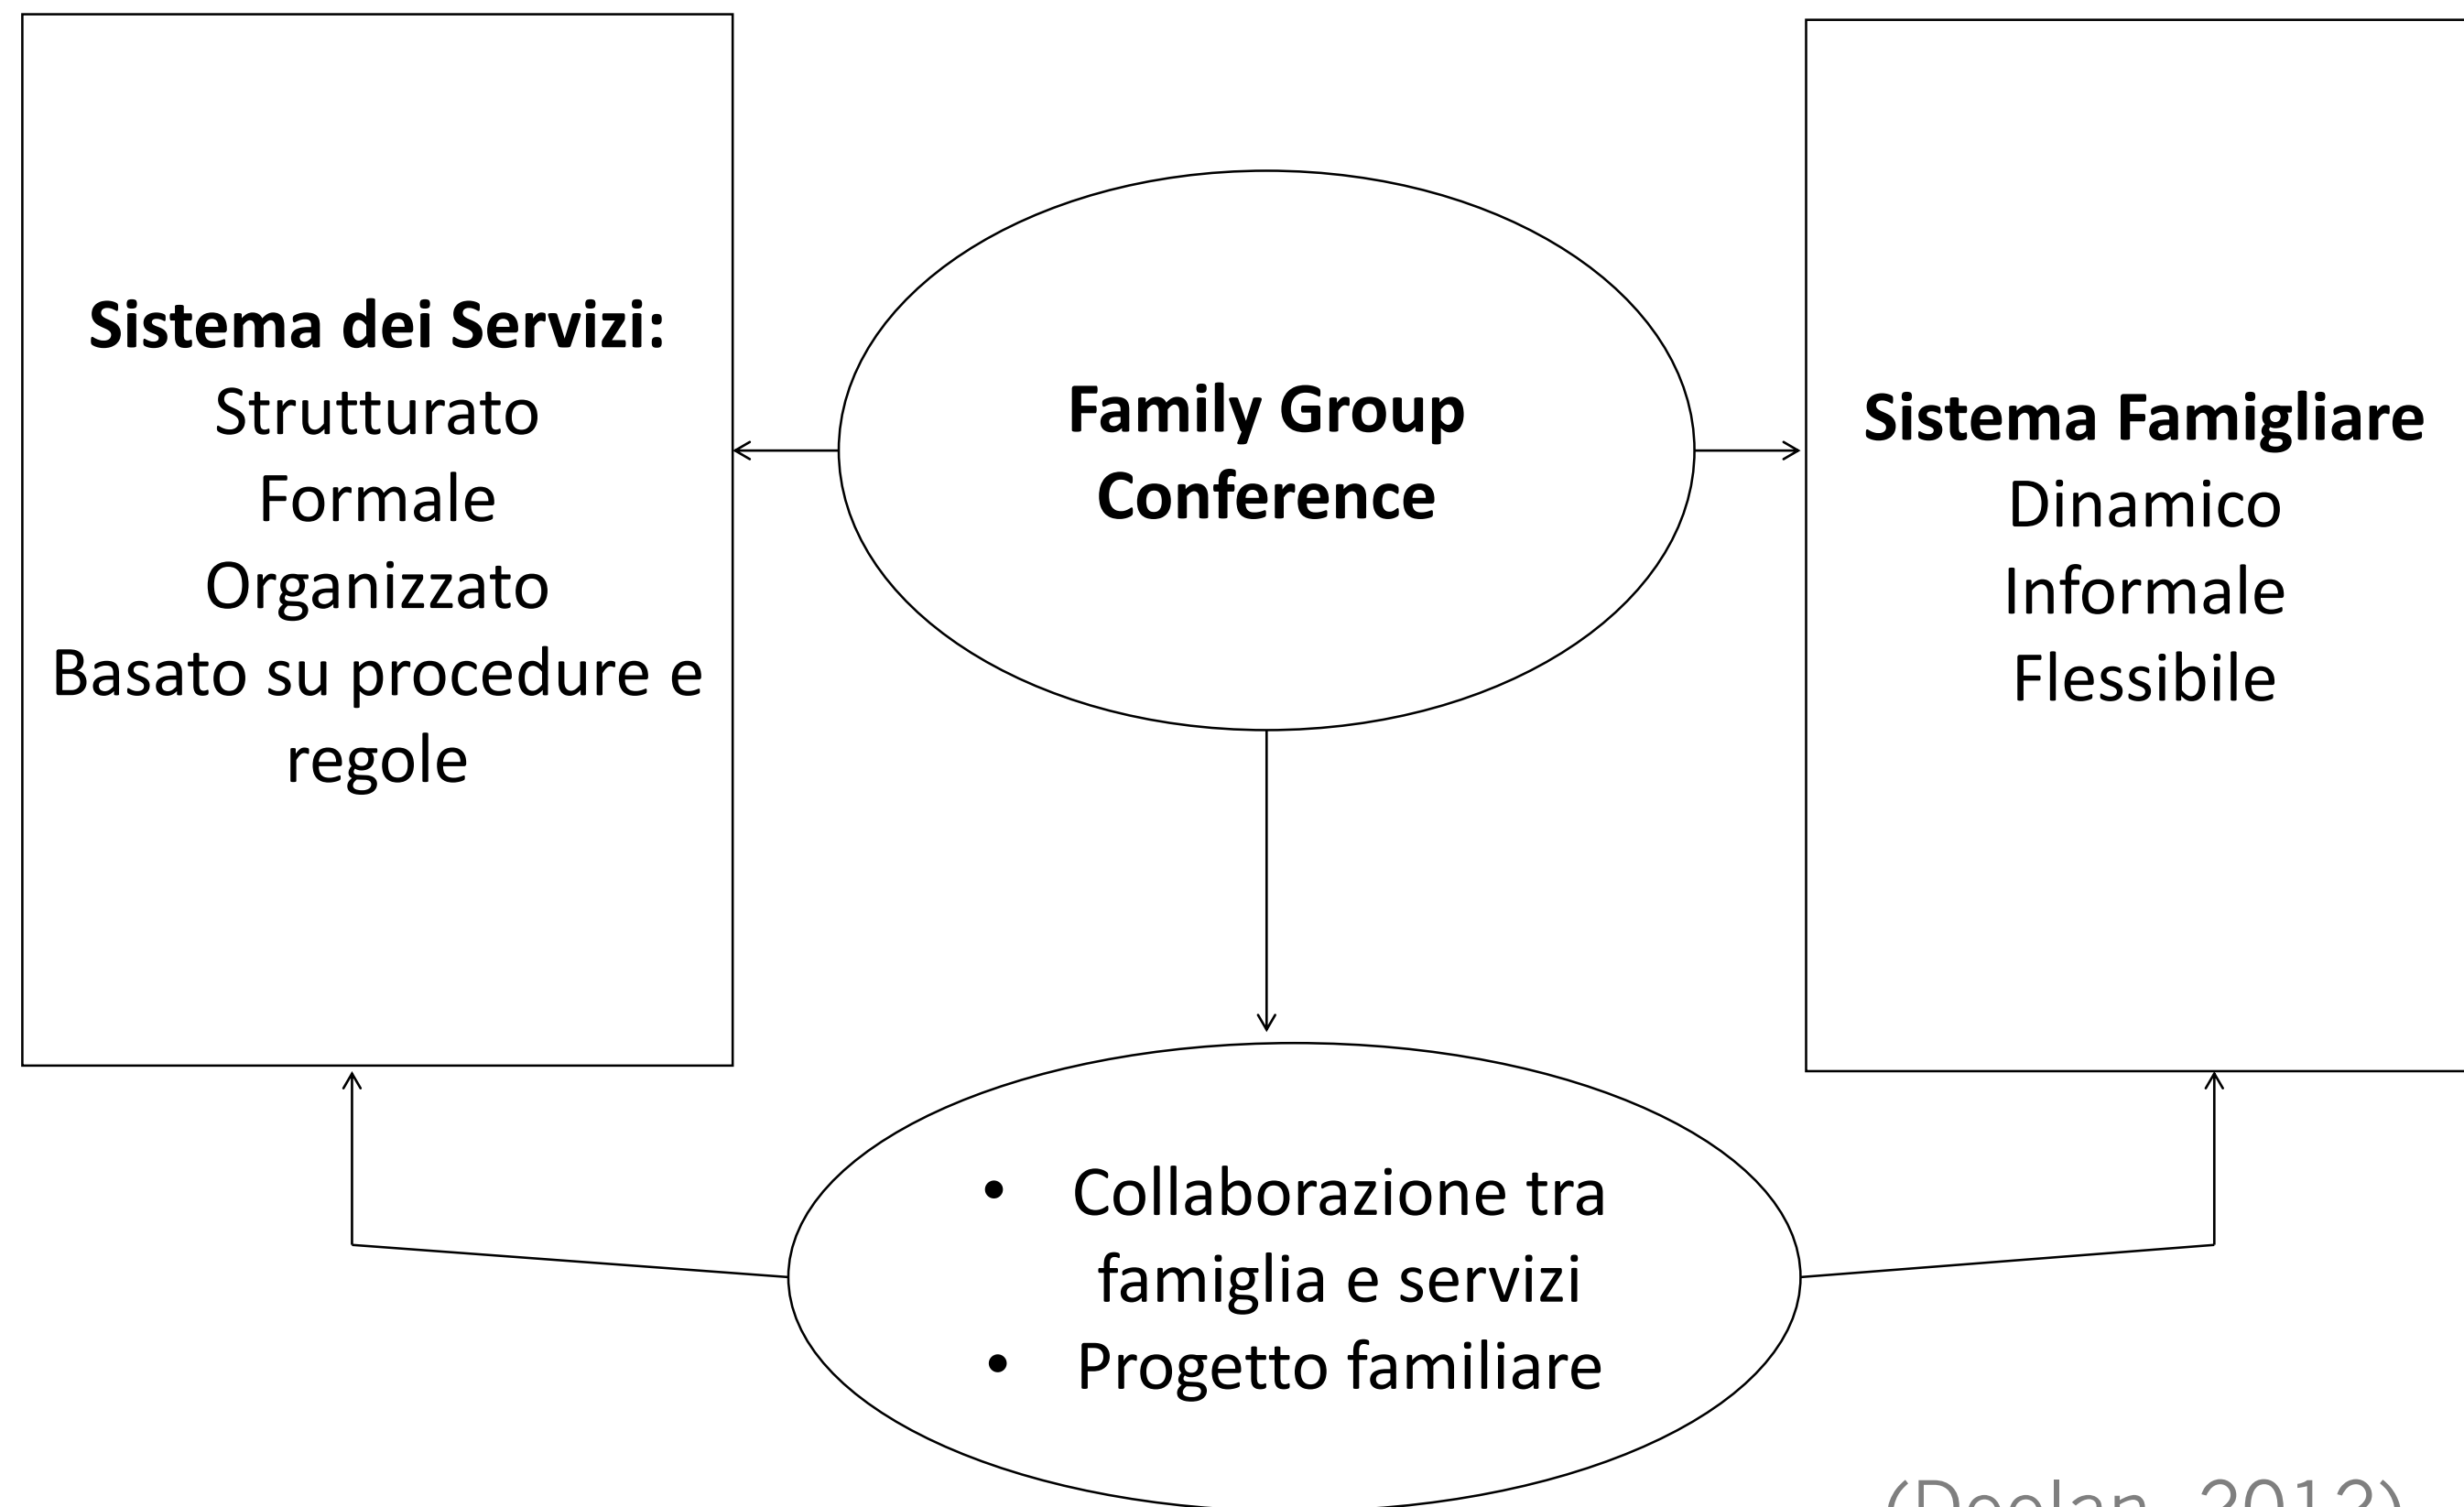 Sistema dei Servizi:
Strutturato
Formale
Organizzato
Basato su procedure e
regole
Family Group
Conference
Sistema Famigliare
Dinamico
Informale
Flessibile
• Collaborazione tra
famiglia e servizi
• Progetto familiare